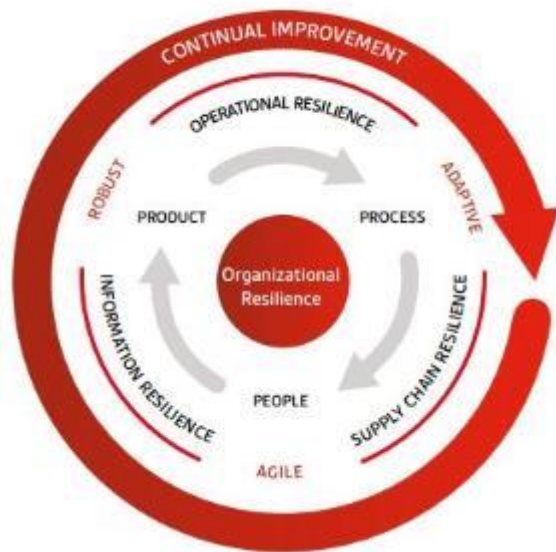 CONTINUAL IMPROVEMENT
OPERATIONAL RESILIENCE
ROBUST
ADAPTIVE
PRODUCT
PROCESS
Organizational
Resilience
INFORMATION RESILIENCE
SUPPLY CHAIN RESILIENCE
PEOPLE
AGILE